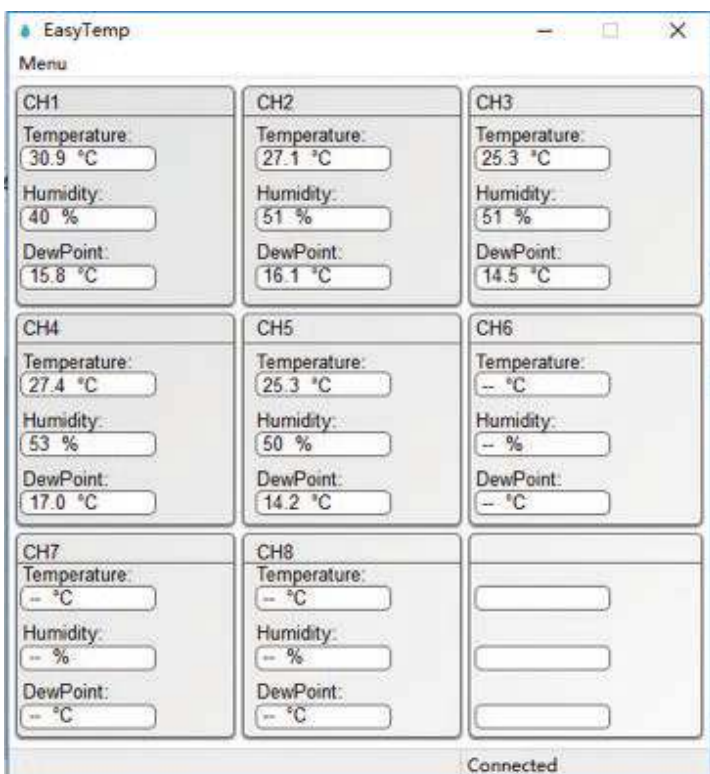 EasyTemp
Menu
CH1
Temperature:
30.9 °C
Humidity:
40 %
DewPoint:
15.8 °C
CH2
Temperature:
27.1 °C
Humidity:
51 %
DewPoint:
16.1 °C
CH3
Temperature:
25.3 °C
Humidity:
51 %
DewPoint:
14.5 °C
CH4
Temperature:
27.4 °C
Humidity:
53 %
DewPoint:
17.0 °C
CH5
Temperature:
25.3 °C
Humidity:
50 %
DewPoint:
14.2 °C
CH6
Temperature:
-- °C
Humidity:
-- %
DewPoint:
-- °C
CH7
Temperature:
-- °C
Humidity:
-- %
DewPoint:
-- °C
CH8
Temperature:
-- °C
Humidity:
-- %
DewPoint:
-- °C
Connected